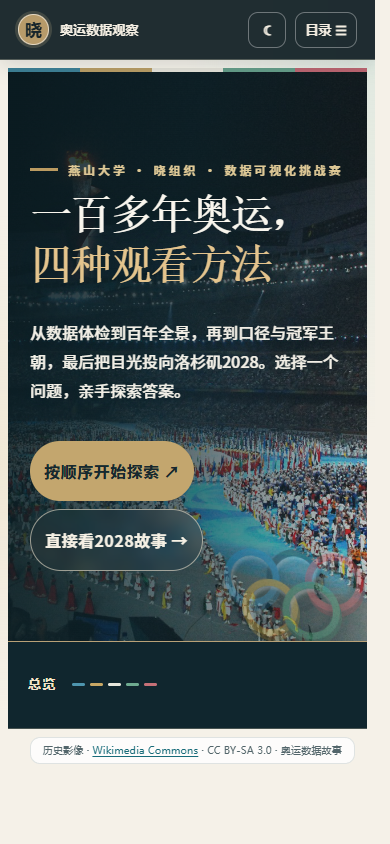 晓 奥运数据观察 目录
燕山大学 • 晓组织 • 数据可视化挑战赛
一百多年奥运，
四种观看方法
从数据体检到百年全景，再到口径与冠军王
朝，最后把目光投向洛杉矶2028。选择一个
问题，亲手探索答案。
按顺序开始探索 ↗
直接看2028故事 →
总览
历史影像 · Wikimedia Commons · CC BY-SA 3.0 · 奥运数据故事